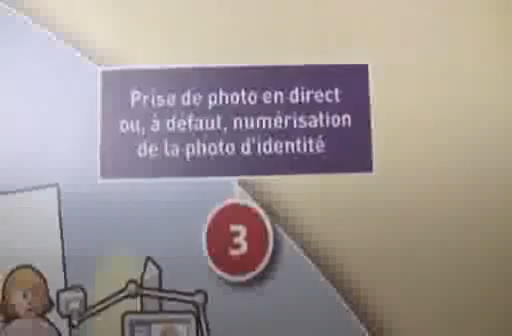 Prise de photo en direct
ou, à défaut, numérisation
de la photo d'identité
3